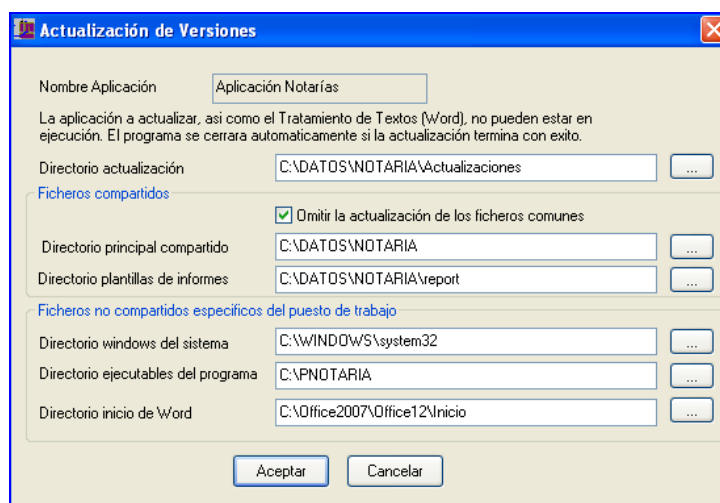 Actualización de Versiones
Nombre Aplicación Aplicación Notarías
La aplicación a actualizar, asi como el Tratamiento de Textos (Word), no pueden estar en
ejecución. El programa se cerrara automaticamente si la actualización termina con exito.
Directorio actualización C:\DATOS\NOTARIA\Actualizaciones ...
Ficheros compartidos
Omitir la actualización de los ficheros comunes
Directorio principal compartido C:\DATOS\NOTARIA ...
Directorio plantillas de informes C:\DATOS\NOTARIA\report ...
Ficheros no compartidos especificos del puesto de trabajo
Directorio windows del sistema C:\WINDOWS\system32 ...
Directorio ejecutables del programa C:\PNOTARIA ...
Directorio inicio de Word C:\Office2007\Office12\Inicio ...
Aceptar Cancelar